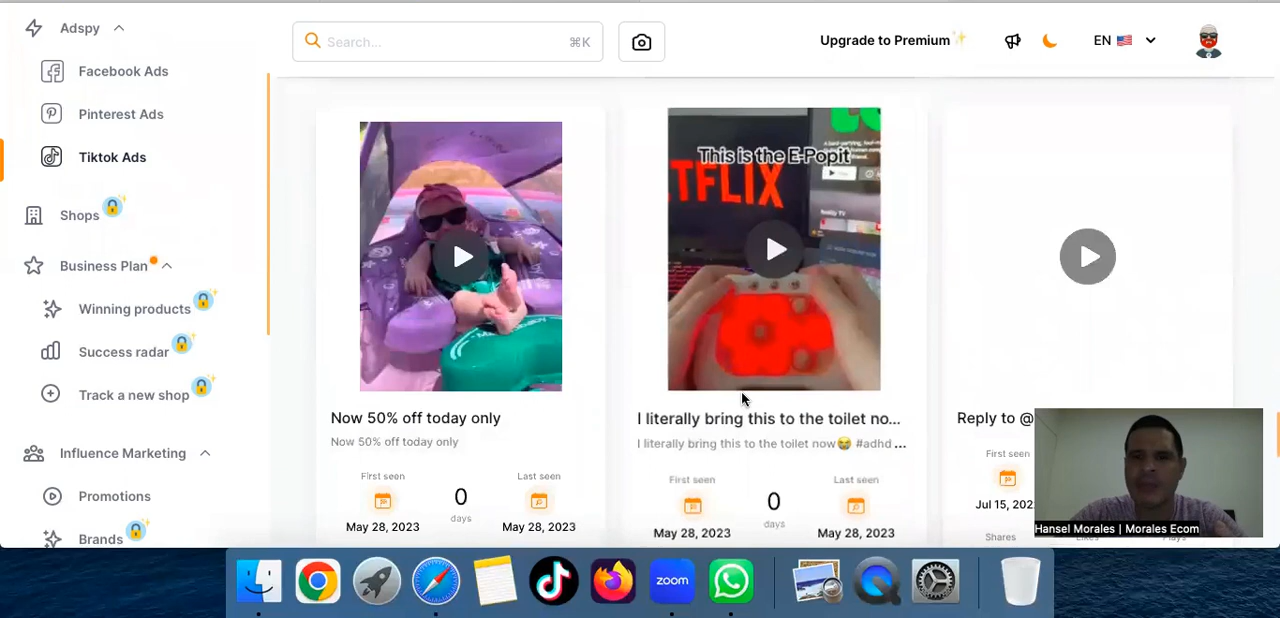 Adspy
Search...
⌘K
Upgrade to Premium
EN
Facebook Ads
Pinterest Ads
Tiktok Ads
Shops
Business Plan
Winning products
Success radar
Track a new shop
Influence Marketing
Promotions
Brands
TFLIX
This is the E-Popit
Now 50% off today only
Now 50% off today only
First seen
Last seen
0
days
May 28, 2023
May 28, 2023
I literally bring this to the toilet no...
I literally bring this to the toilet now😭 #adhd ...
First seen
Last seen
0
days
May 28, 2023
May 28, 2023
Reply to @
First seen
Jul 15, 202
Shares
Hansel Morales | Morales Ecom
zoom